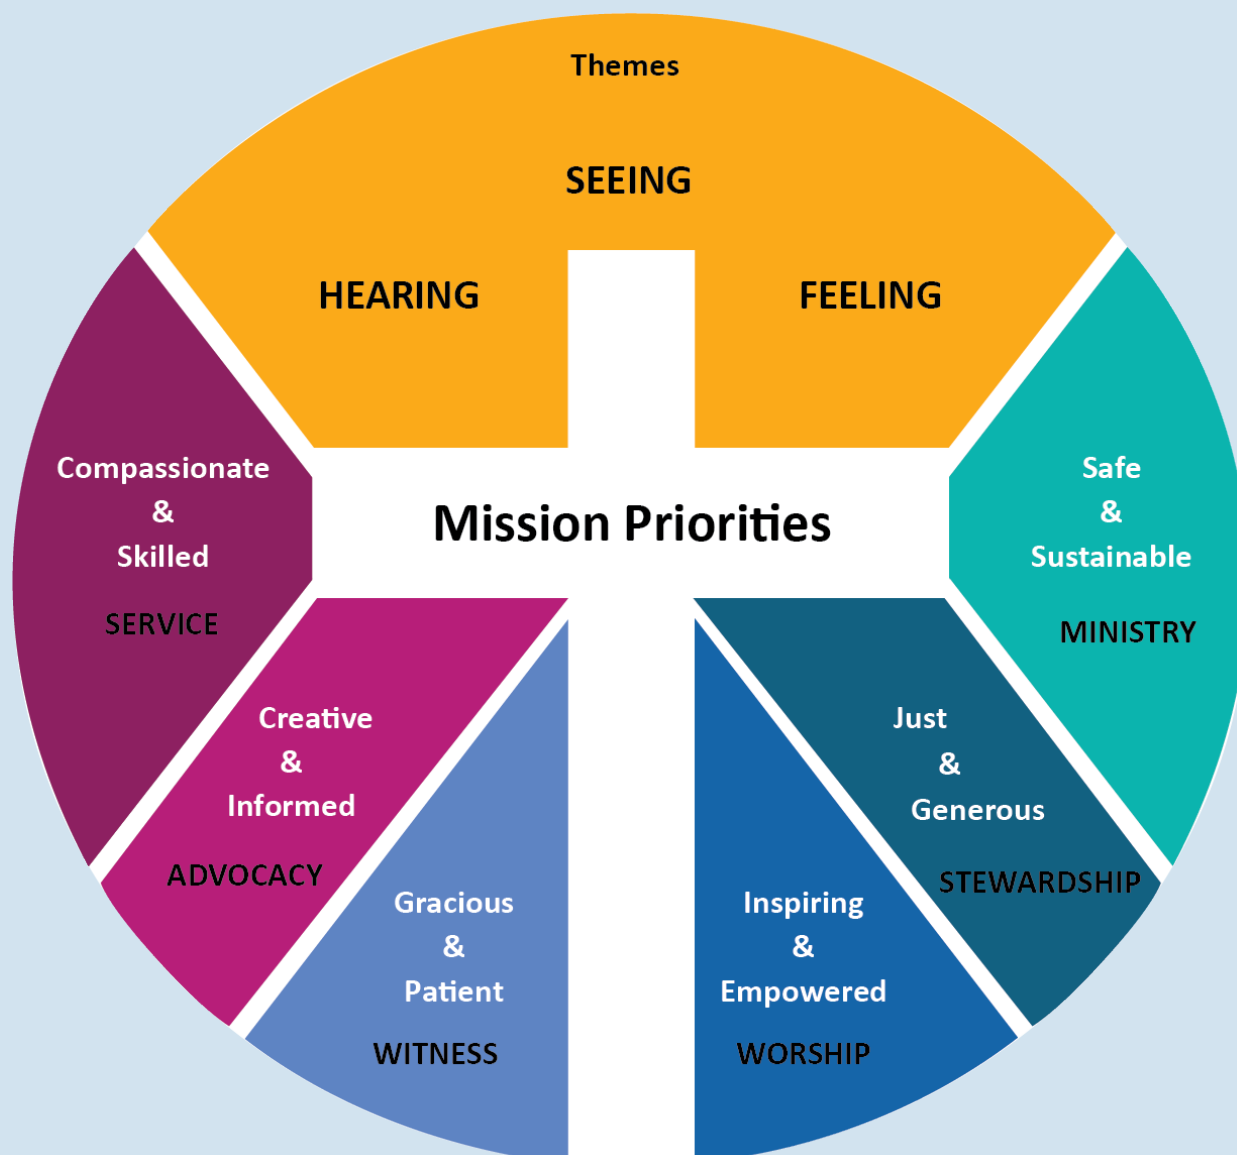 Themes
SEEING
HEARING
FEELING
Mission Priorities
Compassionate
&
Skilled
SERVICE
Creative
&
Informed
ADVOCACY
Gracious
&
Patient
WITNESS
Inspiring
&
Empowered
WORSHIP
Just
&
Generous
STEWARDSHIP
Safe
&
Sustainable
MINISTRY